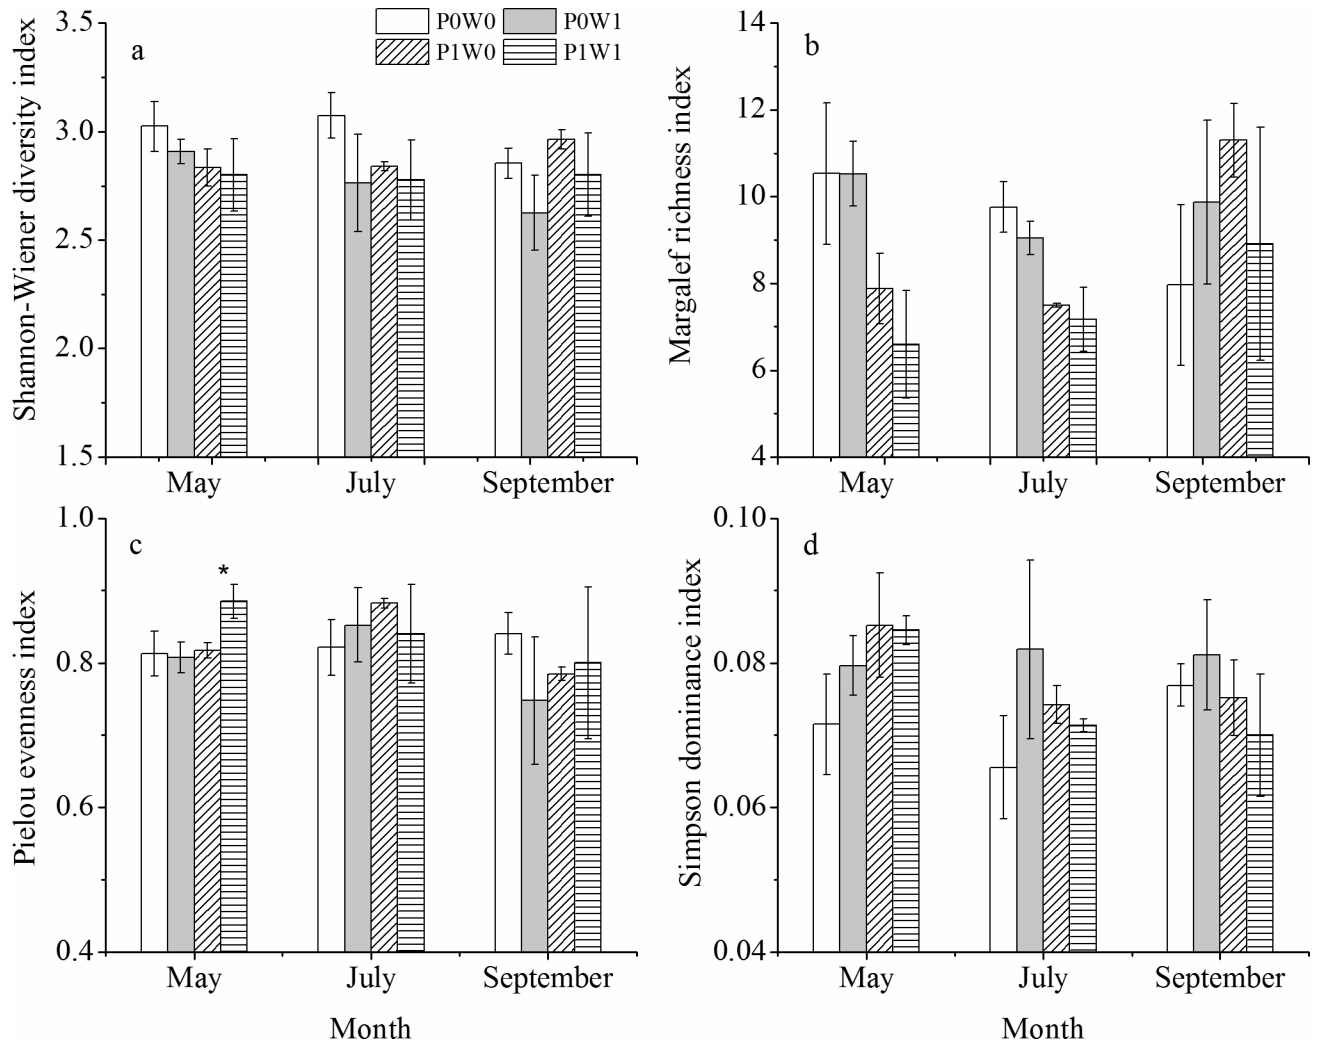 P0W0 P0W1
P1W0 P1W1
a
Shannon-Wiener diversity index
3.5
3.0
2.5
2.0
1.5
May July September
b
Margalef richness index
14
12
10
8
6
4
May July September
c
*
Pielou evenness index
1.0
0.8
0.6
0.4
May July September
Month
d
Simpson dominance index
0.10
0.08
0.06
0.04
May July September
Month